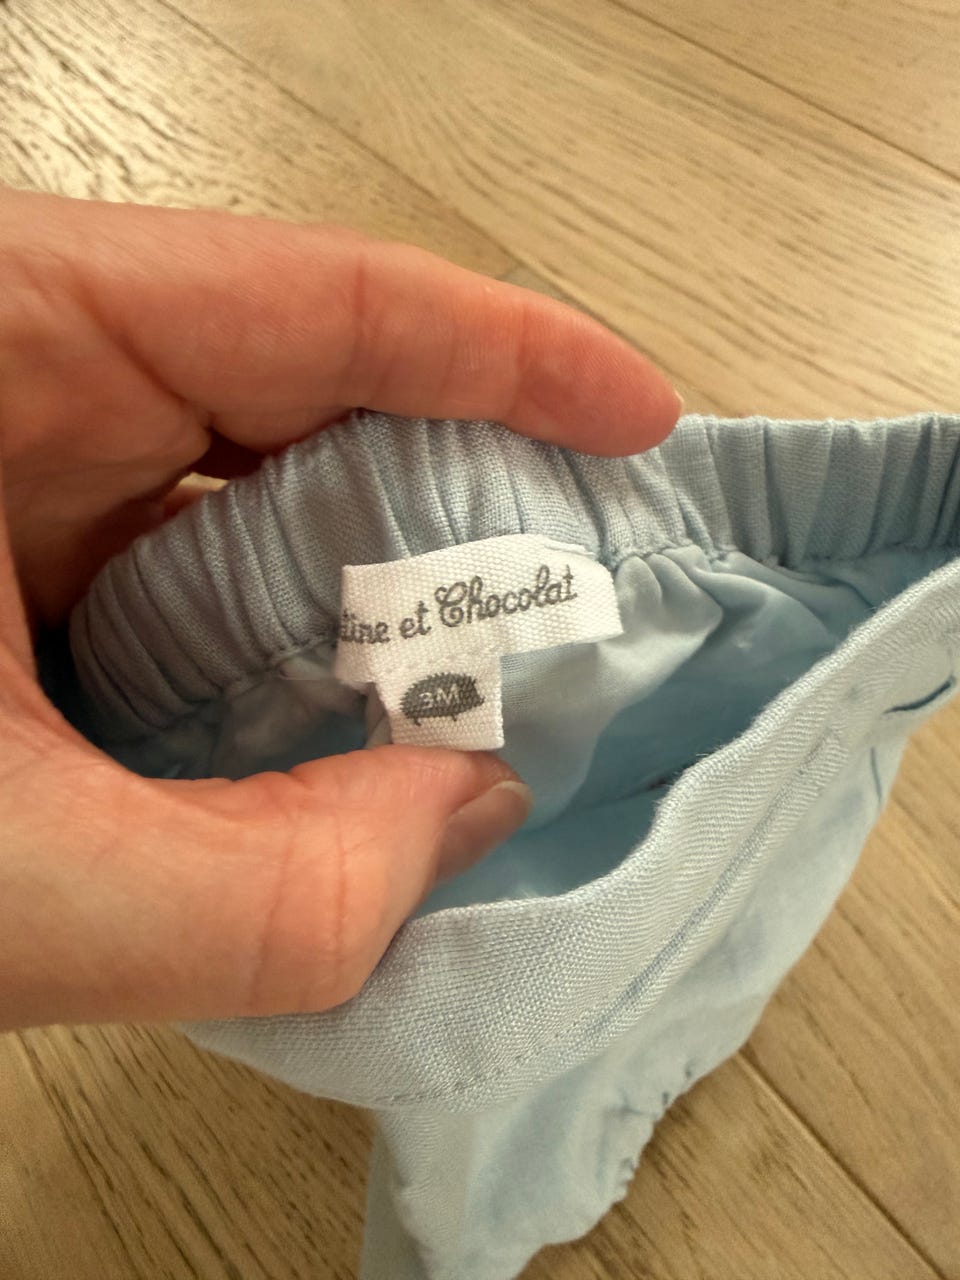 tine et Chocolat
3M